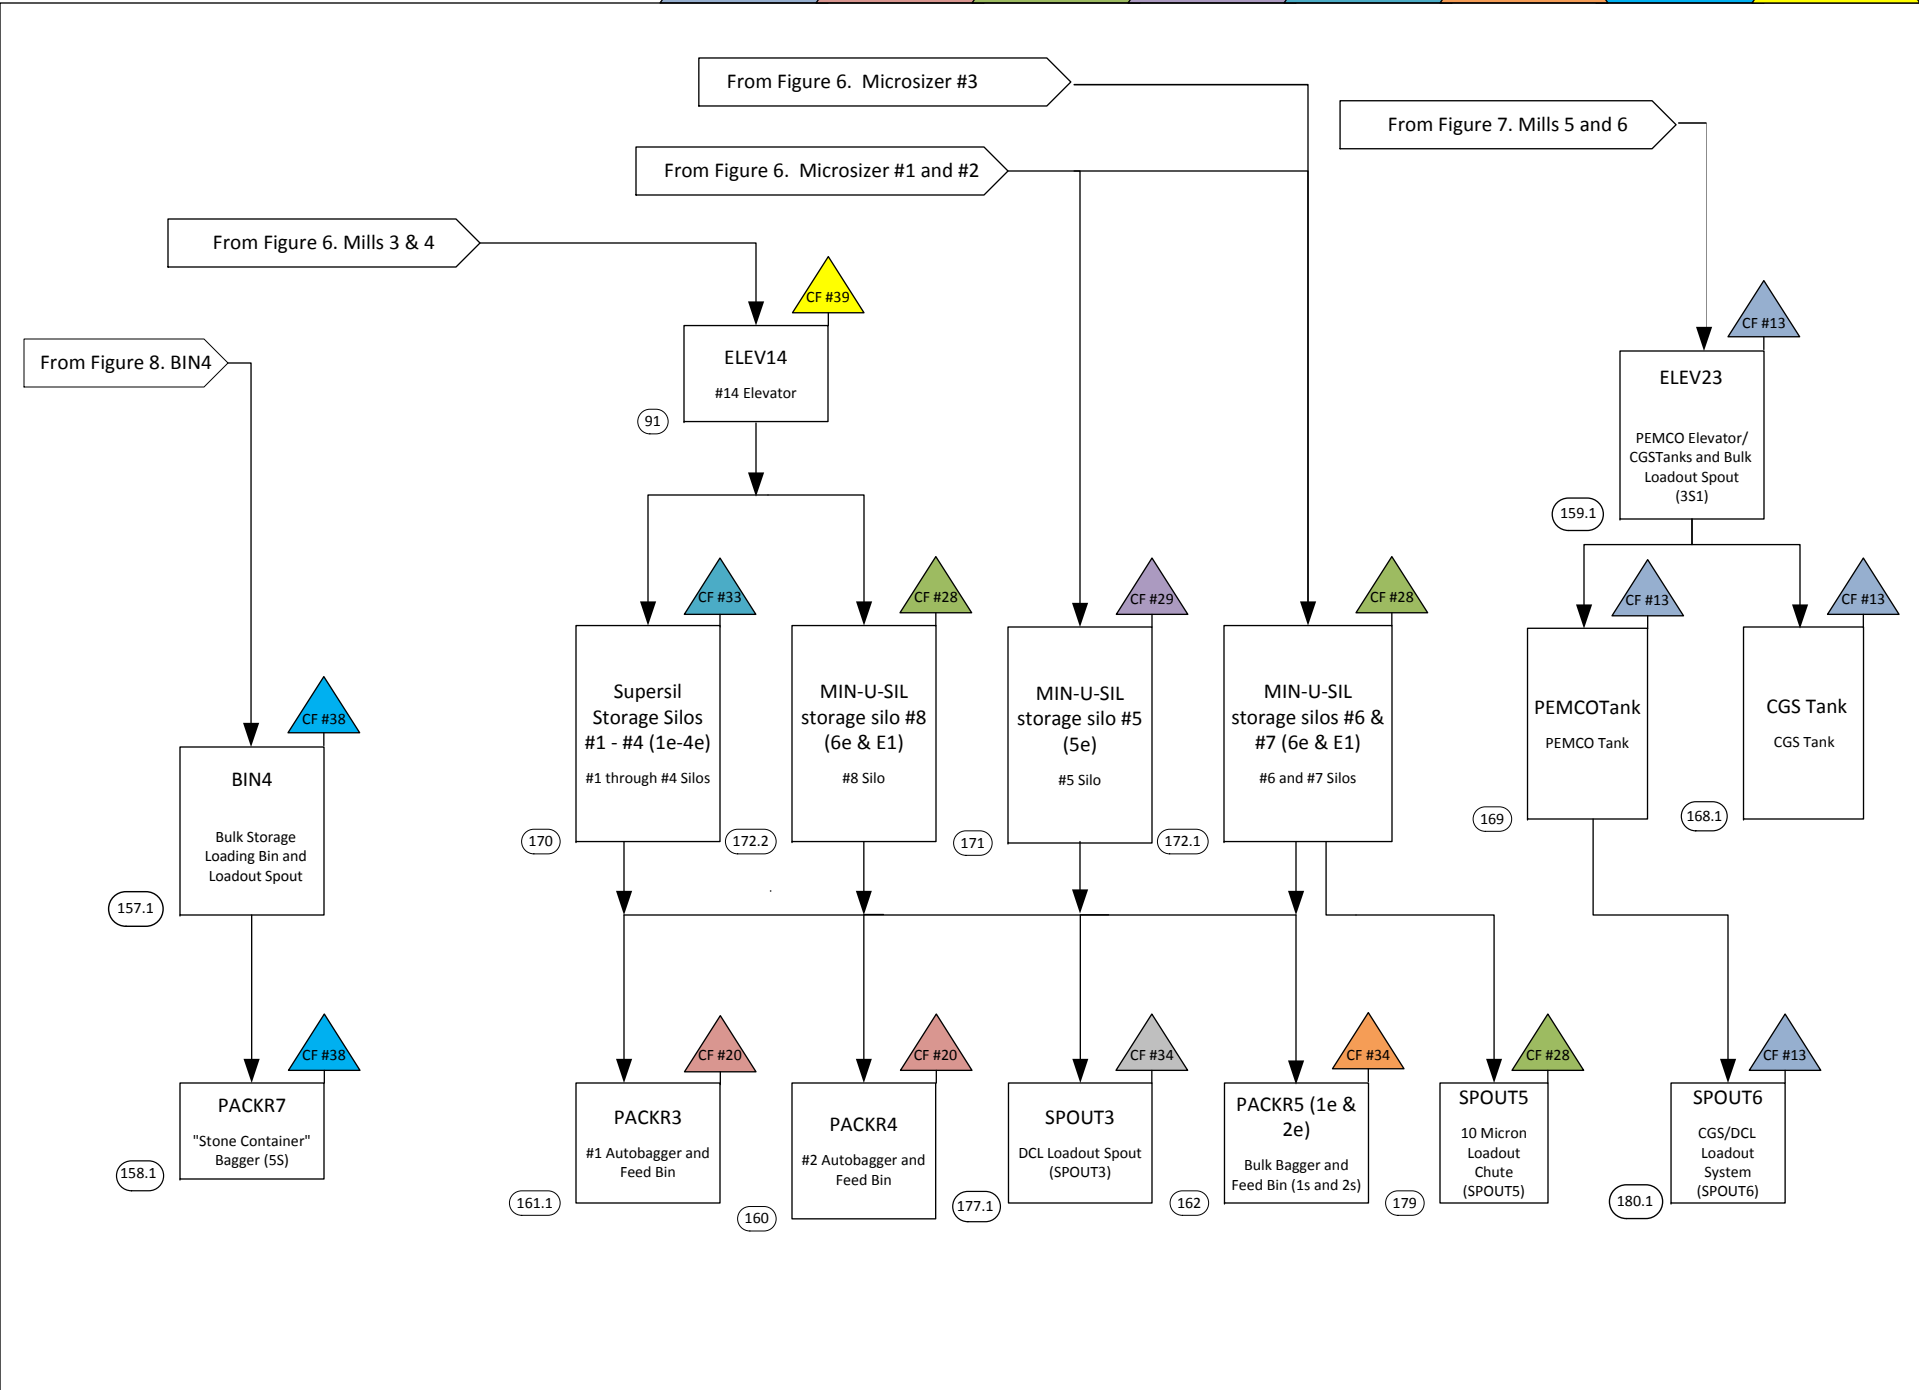 From Figure 6.  Microsizer #3
From Figure 7. Mills 5 and 6
From Figure 6.  Microsizer #1 and #2
From Figure 6. Mills 3 & 4
From Figure 8. BIN4
CF #39
ELEV14
#14 Elevator
91
CF #13
ELEV23
PEMCO Elevator/
CGSTanks and Bulk
Loadout Spout
(3S1)
159.1
CF #38
BIN4
Bulk Storage
Loading Bin and
Loadout Spout
157.1
CF #33
Supersil
Storage Silos
#1 - #4 (1e-4e)
#1 through #4 Silos
170
CF #28
MIN-U-SIL
storage silo #8
(6e & E1)
#8 Silo
172.2
CF #29
MIN-U-SIL
storage silo #5
(5e)
#5 Silo
171
CF #28
MIN-U-SIL
storage silos #6 &
#7 (6e & E1)
#6 and #7 Silos
172.1
CF #13
PEMCOTank
PEMCO Tank
169
CF #13
CGS Tank
CGS Tank
168.1
CF #38
PACKR7
"Stone Container"
Bagger (5S)
158.1
CF #20
PACKR3
#1 Autobagger and
Feed Bin
161.1
CF #20
PACKR4
#2 Autobagger and
Feed Bin
160
CF #34
SPOUT3
DCL Loadout Spout
(SPOUT3)
177.1
CF #34
PACKR5 (1e &
2e)
Bulk Bagger and
Feed Bin (1s and 2s)
162
CF #28
SPOUT5
10 Micron
Loadout
Chute
(SPOUT5)
179
CF #13
SPOUT6
CGS/DCL
Loadout
System
(SPOUT6)
180.1